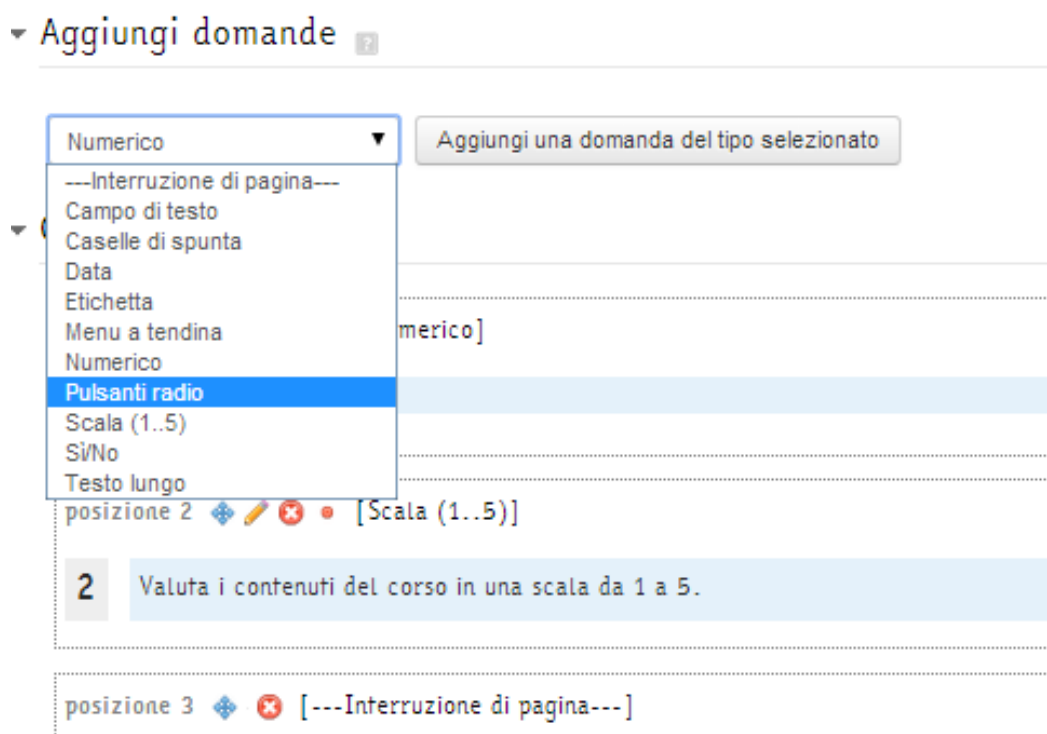 Aggiungi domande ?
Numerico
Aggiungi una domanda del tipo selezionato
---Interruzione di pagina---
Campo di testo
Caselle di spunta
Data
Etichetta
Menu a tendina
Numerico
merico]
Pulsanti radio
Scala (1..5)
Sì/No
Testo lungo
posizione 2 [Scala (1..5)]
2 Valuta i contenuti del corso in una scala da 1 a 5.
posizione 3 [---Interruzione di pagina---]